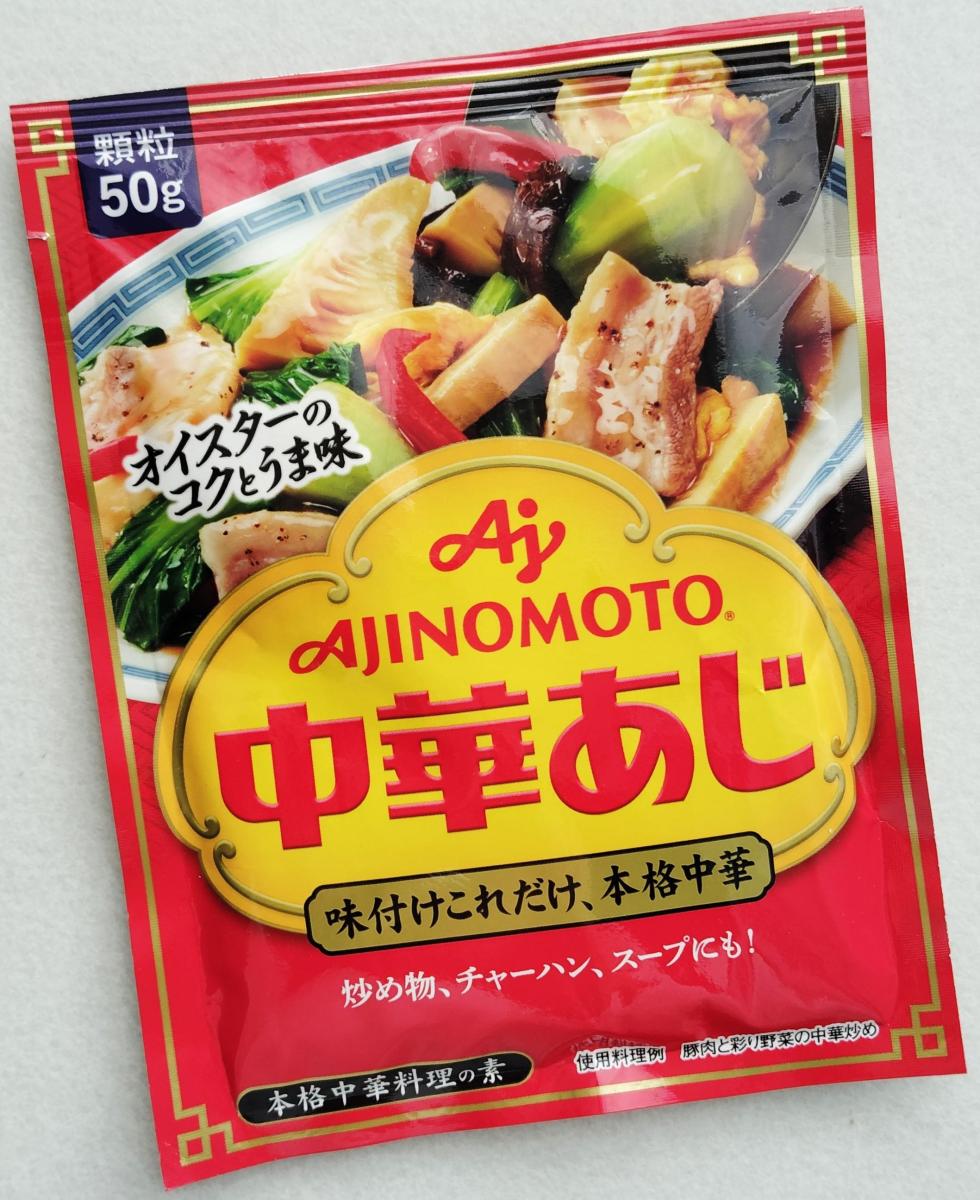 顆粒
50g
オイスターの
コクとうま味
Aj
AJINOMOTO®
中華あじ
味付けこれだけ、本格中華
炒め物、チャーハン、スープにも!
使用料理例 豚肉と彩り野菜の中華炒め
本格中華料理の素